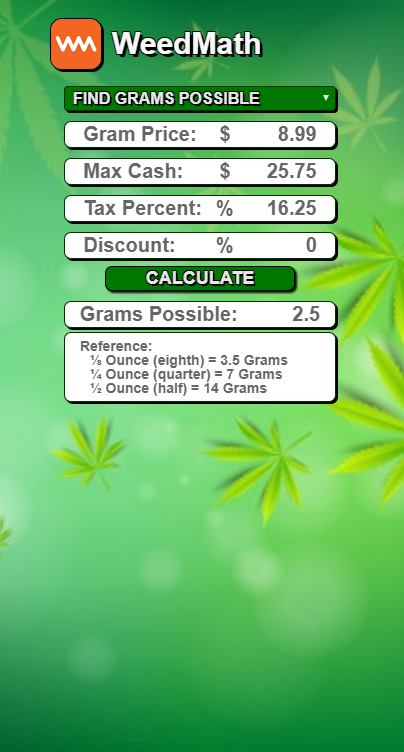 WM WeedMath
FIND GRAMS POSSIBLE
Gram Price: $ 8.99
Max Cash: $ 25.75
Tax Percent: % 16.25
Discount: % 0
CALCULATE
Grams Possible: 2.5
Reference:
⅛ Ounce (eighth) = 3.5 Grams
¼ Ounce (quarter) = 7 Grams
½ Ounce (half) = 14 Grams